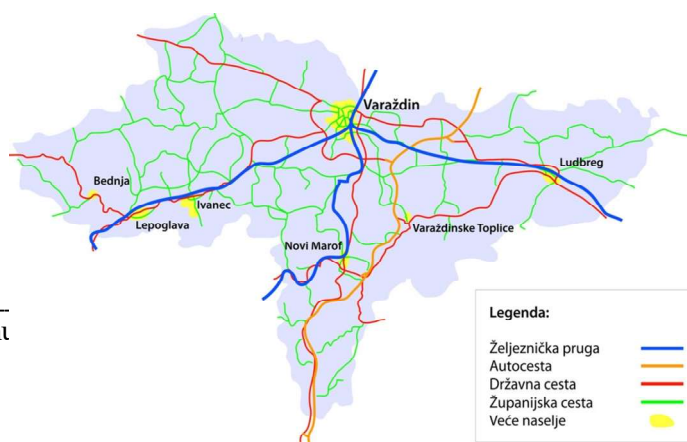 Varaždin
Ludbreg
Bednja
Ivanec
Lepoglava
Varaždinske Toplice
Novi Marof
Legenda:
Željeznička pruga
Autocesta
Državna cesta
Županijska cesta
Veće naselje